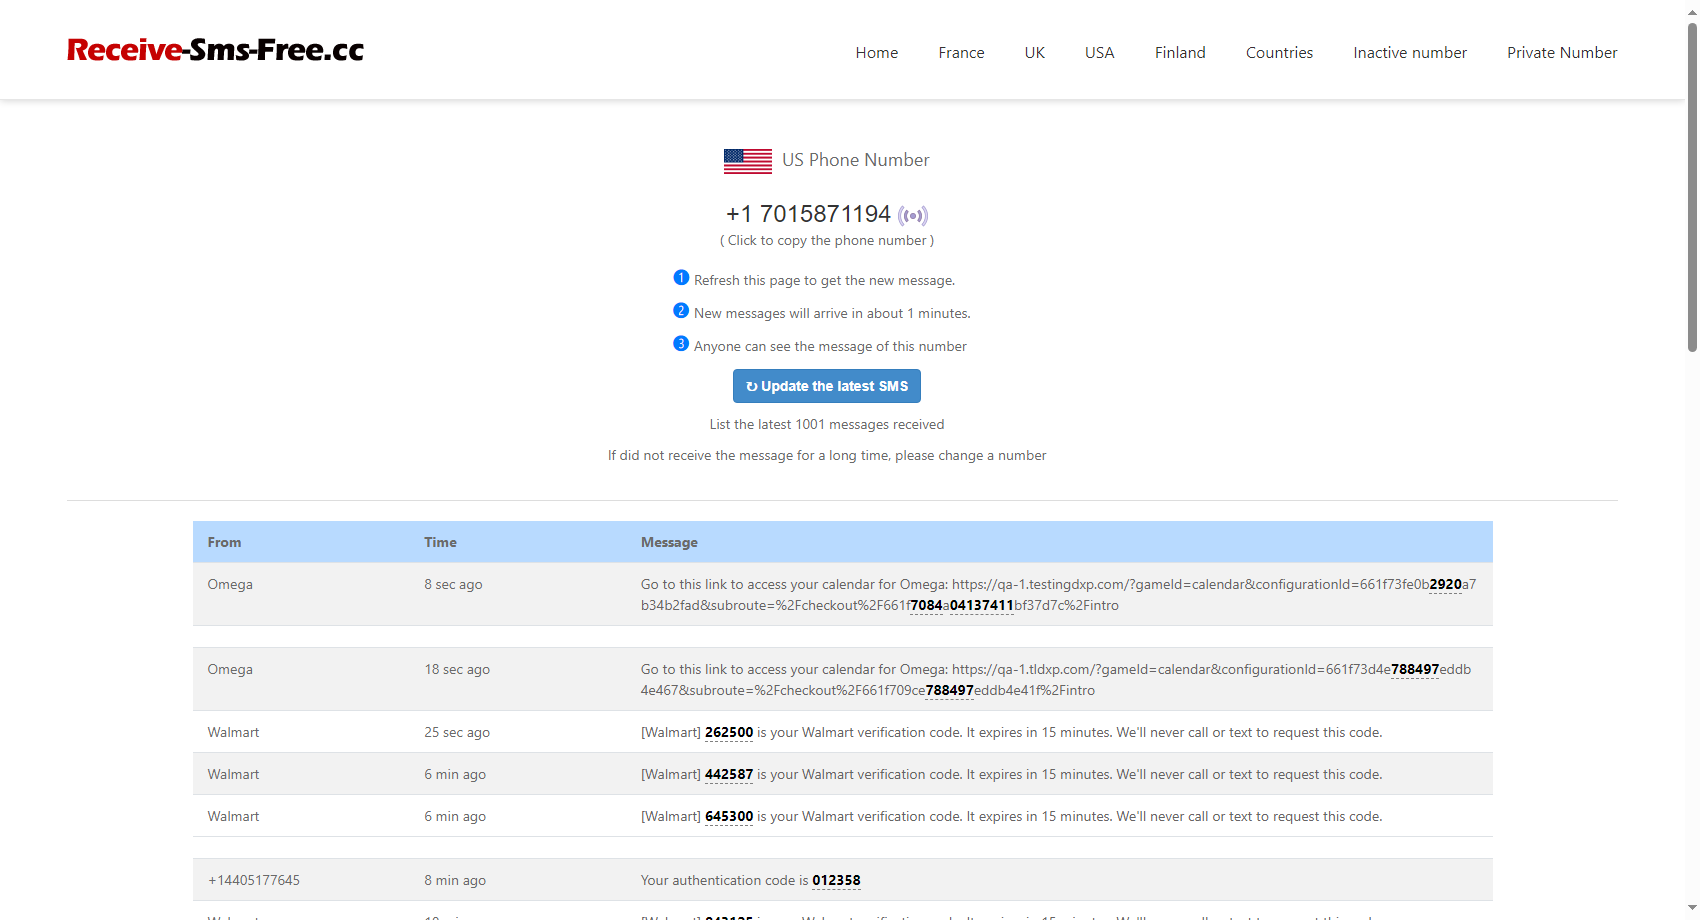 Receive-Sms-Free.cc
Home France UK USA Finland Countries Inactive number Private Number
US Phone Number
+1 7015871194
( Click to copy the phone number )
1 Refresh this page to get the new message.
2 New messages will arrive in about 1 minutes.
3 Anyone can see the message of this number
↻ Update the latest SMS
List the latest 1001 messages received
If did not receive the message for a long time, please change a number
From Time Message
Omega 8 sec ago Go to this link to access your calendar for Omega: https://qa-1.testingdxp.com/?gameId=calendar&configurationId=661f73fe0b2920a7
b34b2fad&subroute=%2Fcheckout%2F661f7084a04137411bf37d7c%2Fintro
Omega 18 sec ago Go to this link to access your calendar for Omega: https://qa-1.tldxp.com/?gameId=calendar&configurationId=661f73d4e788497eddb
4e467&subroute=%2Fcheckout%2F661f709ce788497eddb4e41f%2Fintro
Walmart 25 sec ago [Walmart] 262500 is your Walmart verification code. It expires in 15 minutes. We'll never call or text to request this code.
Walmart 6 min ago [Walmart] 442587 is your Walmart verification code. It expires in 15 minutes. We'll never call or text to request this code.
Walmart 6 min ago [Walmart] 645300 is your Walmart verification code. It expires in 15 minutes. We'll never call or text to request this code.
+14405177645 8 min ago Your authentication code is 012358